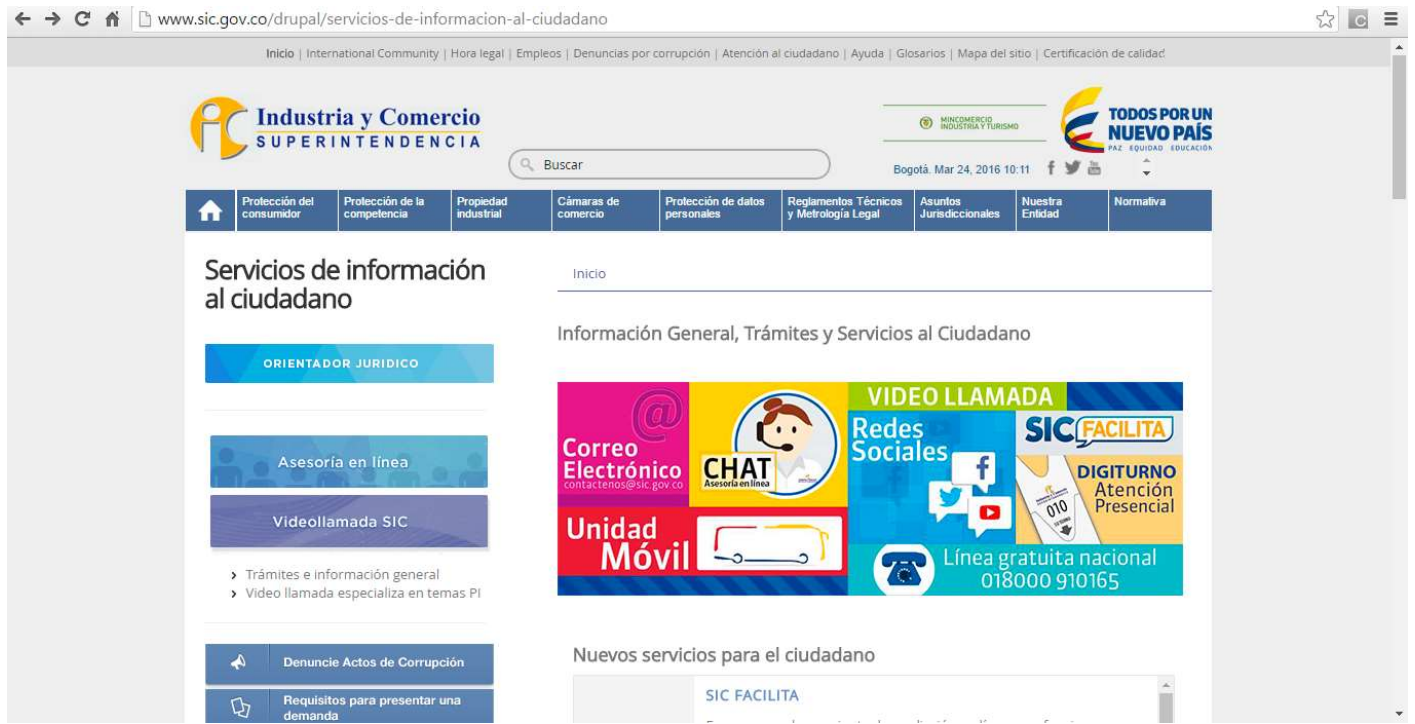 www.sic.gov.co/drupal/servicios-de-informacion-al-ciudadano
Inicio | International Community | Hora legal | Empleos | Denuncias por corrupción | Atención al ciudadano | Ayuda | Glosarios | Mapa del sitio | Certificación de calidad
Industria y Comercio
SUPERINTENDENCIA
Buscar
MINCOMERCIO
INDUSTRIA Y TURISMO
TODOS POR UN
NUEVO PAÍS
PAZ EQUIDAD EDUCACIÓN
Bogotá. Mar 24, 2016 10:11
Protección del
consumidor
Protección de la
competencia
Propiedad
industrial
Cámaras de
comercio
Protección de datos
personales
Reglamentos Técnicos
y Metrología Legal
Asuntos
Jurisdiccionales
Nuestra
Entidad
Normativa
Servicios de información
al ciudadano
ORIENTADOR JURIDICO
Asesoría en línea
Videollamada SIC
Trámites e información general
Video llamada especializa en temas PI
Denuncie Actos de Corrupción
Requisitos para presentar una
demanda
Inicio
Información General, Trámites y Servicios al Ciudadano
@
Correo
Electrónico
contactenos@sic.gov.co
CHAT
Asesoría en línea
VIDEO LLAMADA
Redes
Sociales
SIC FACILITA
DIGITURNO
Atención
Presencial
010
Unidad
Móvil
Línea gratuita nacional
018000 910165
Nuevos servicios para el ciudadano
SIC FACILITA